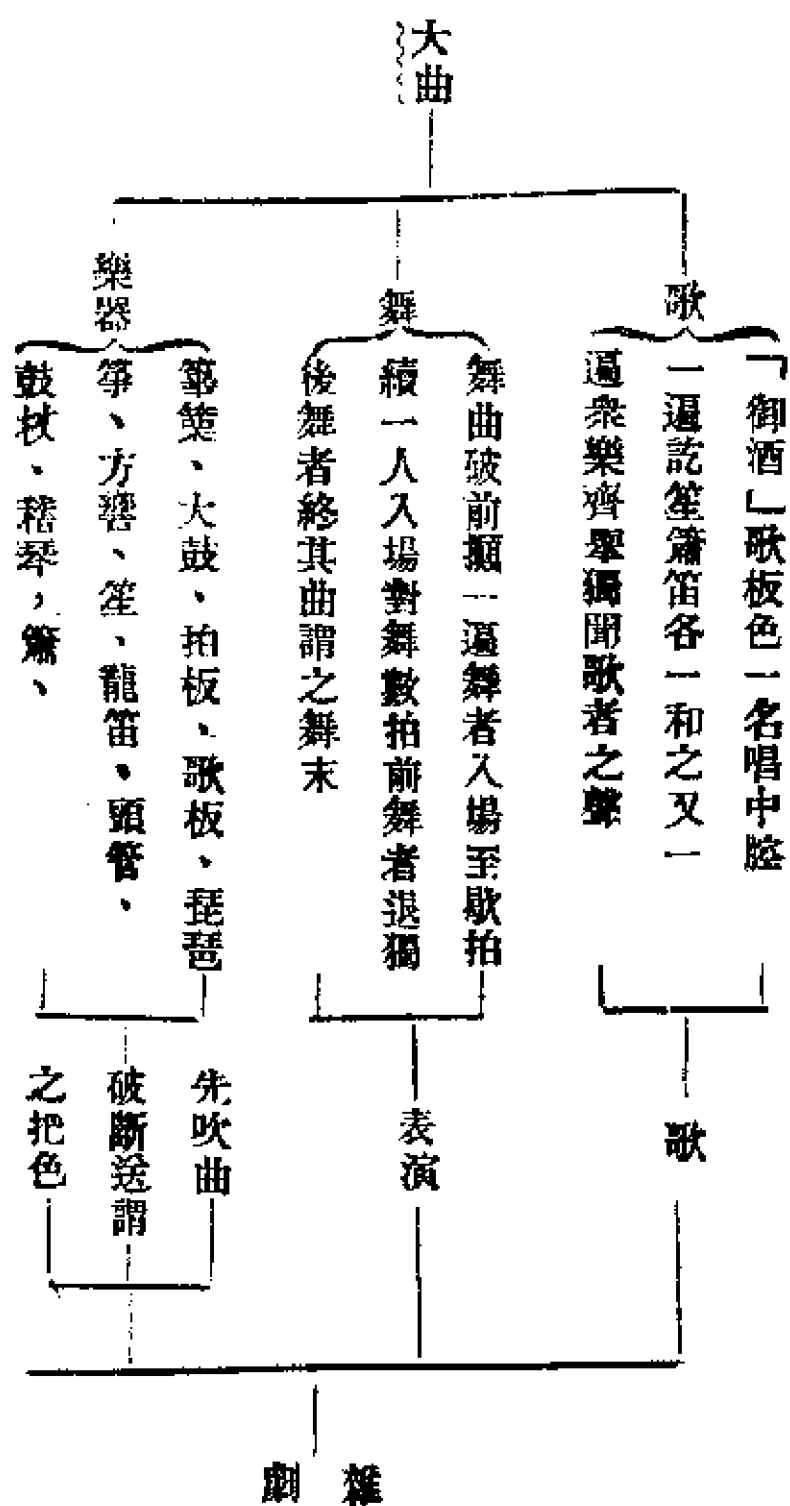 大曲
歌
「御酒」歌板色一名唱中腔
一遍訖笙簫笛各一和之又一
遍衆樂齊舉獨聞歌者之聲
歌
舞
舞曲破前擷一遍舞者入場至歇拍
續一人入場對舞數拍前舞者退獨
後舞者終其曲謂之舞末
表演
樂器
篳篥、大鼓、拍板、歌板、琵琶
箏、方響、笙、龍笛、頭管、
鼓杖、稽琴，簫、
先吹曲
破斷送謂
之把色
雜劇